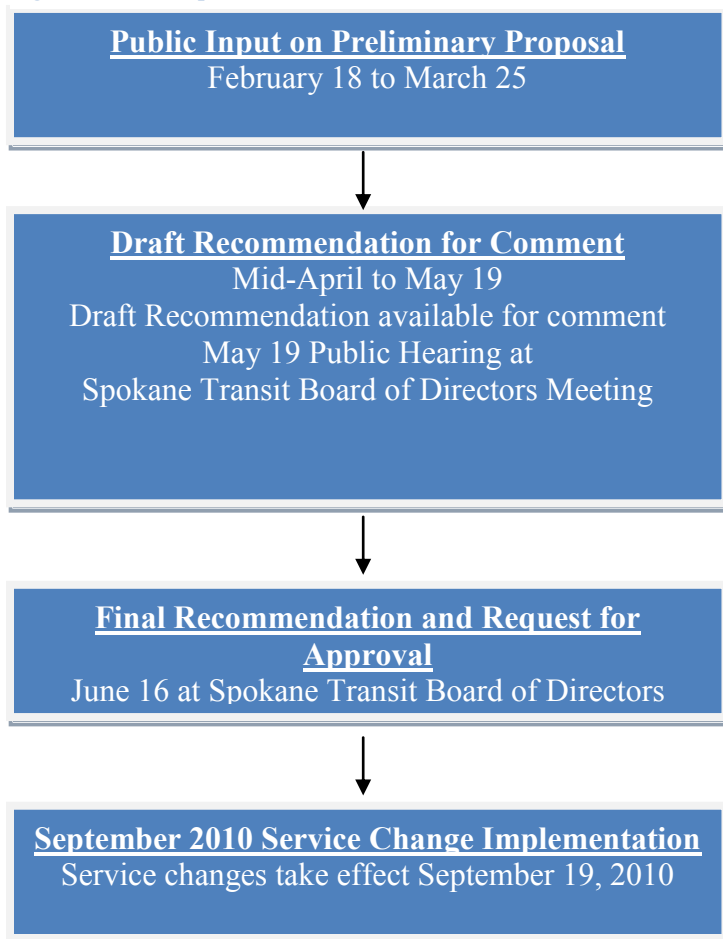 Public Input on Preliminary Proposal
February 18 to March 25
Draft Recommendation for Comment
Mid-April to May 19
Draft Recommendation available for comment
May 19 Public Hearing at
Spokane Transit Board of Directors Meeting
Final Recommendation and Request for
Approval
June 16 at Spokane Transit Board of Directors
September 2010 Service Change Implementation
Service changes take effect September 19, 2010